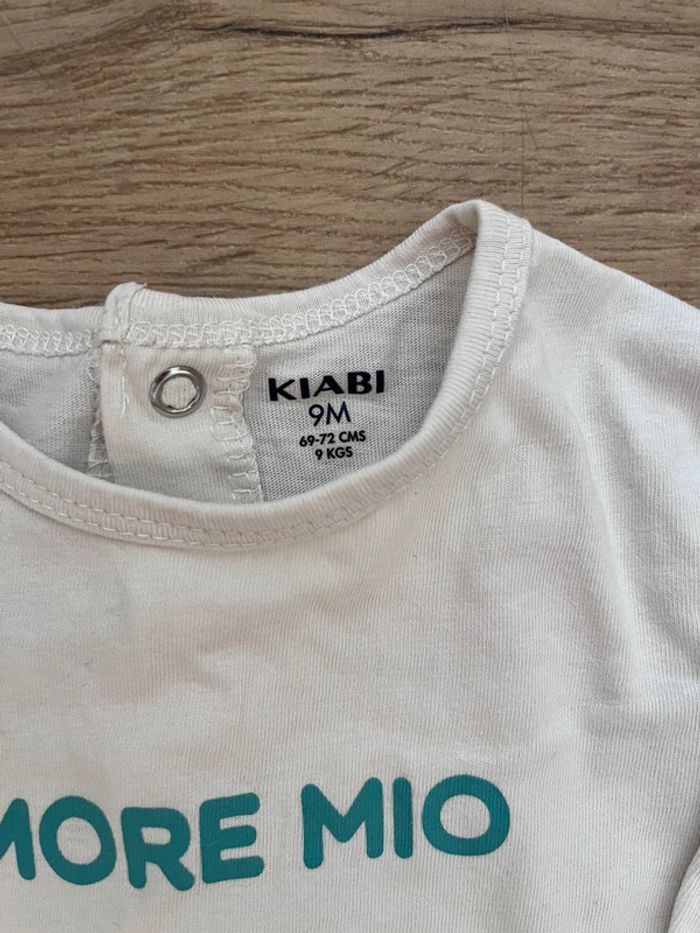 KIABI
9M
69-72 CMS
9 KGS
MORE MIO